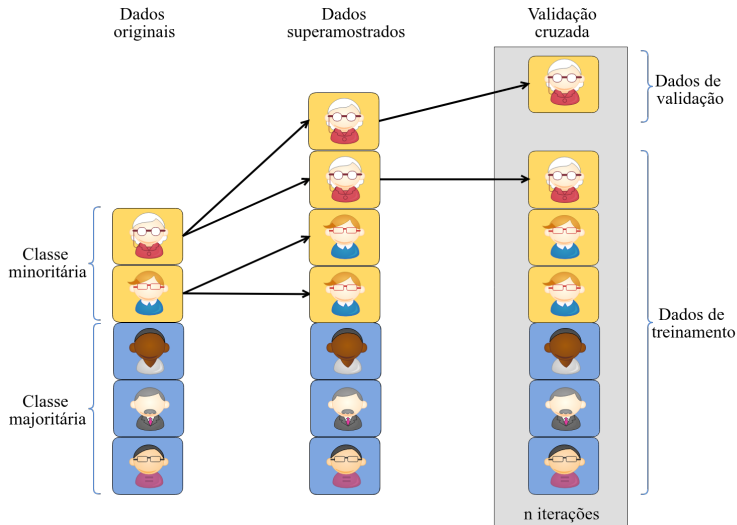 Dados
originais
Dados
superamostrados
Validação
cruzada
Dados de
validação
Classe
minoritária
Dados de
treinamento
Classe
majoritária
n iterações